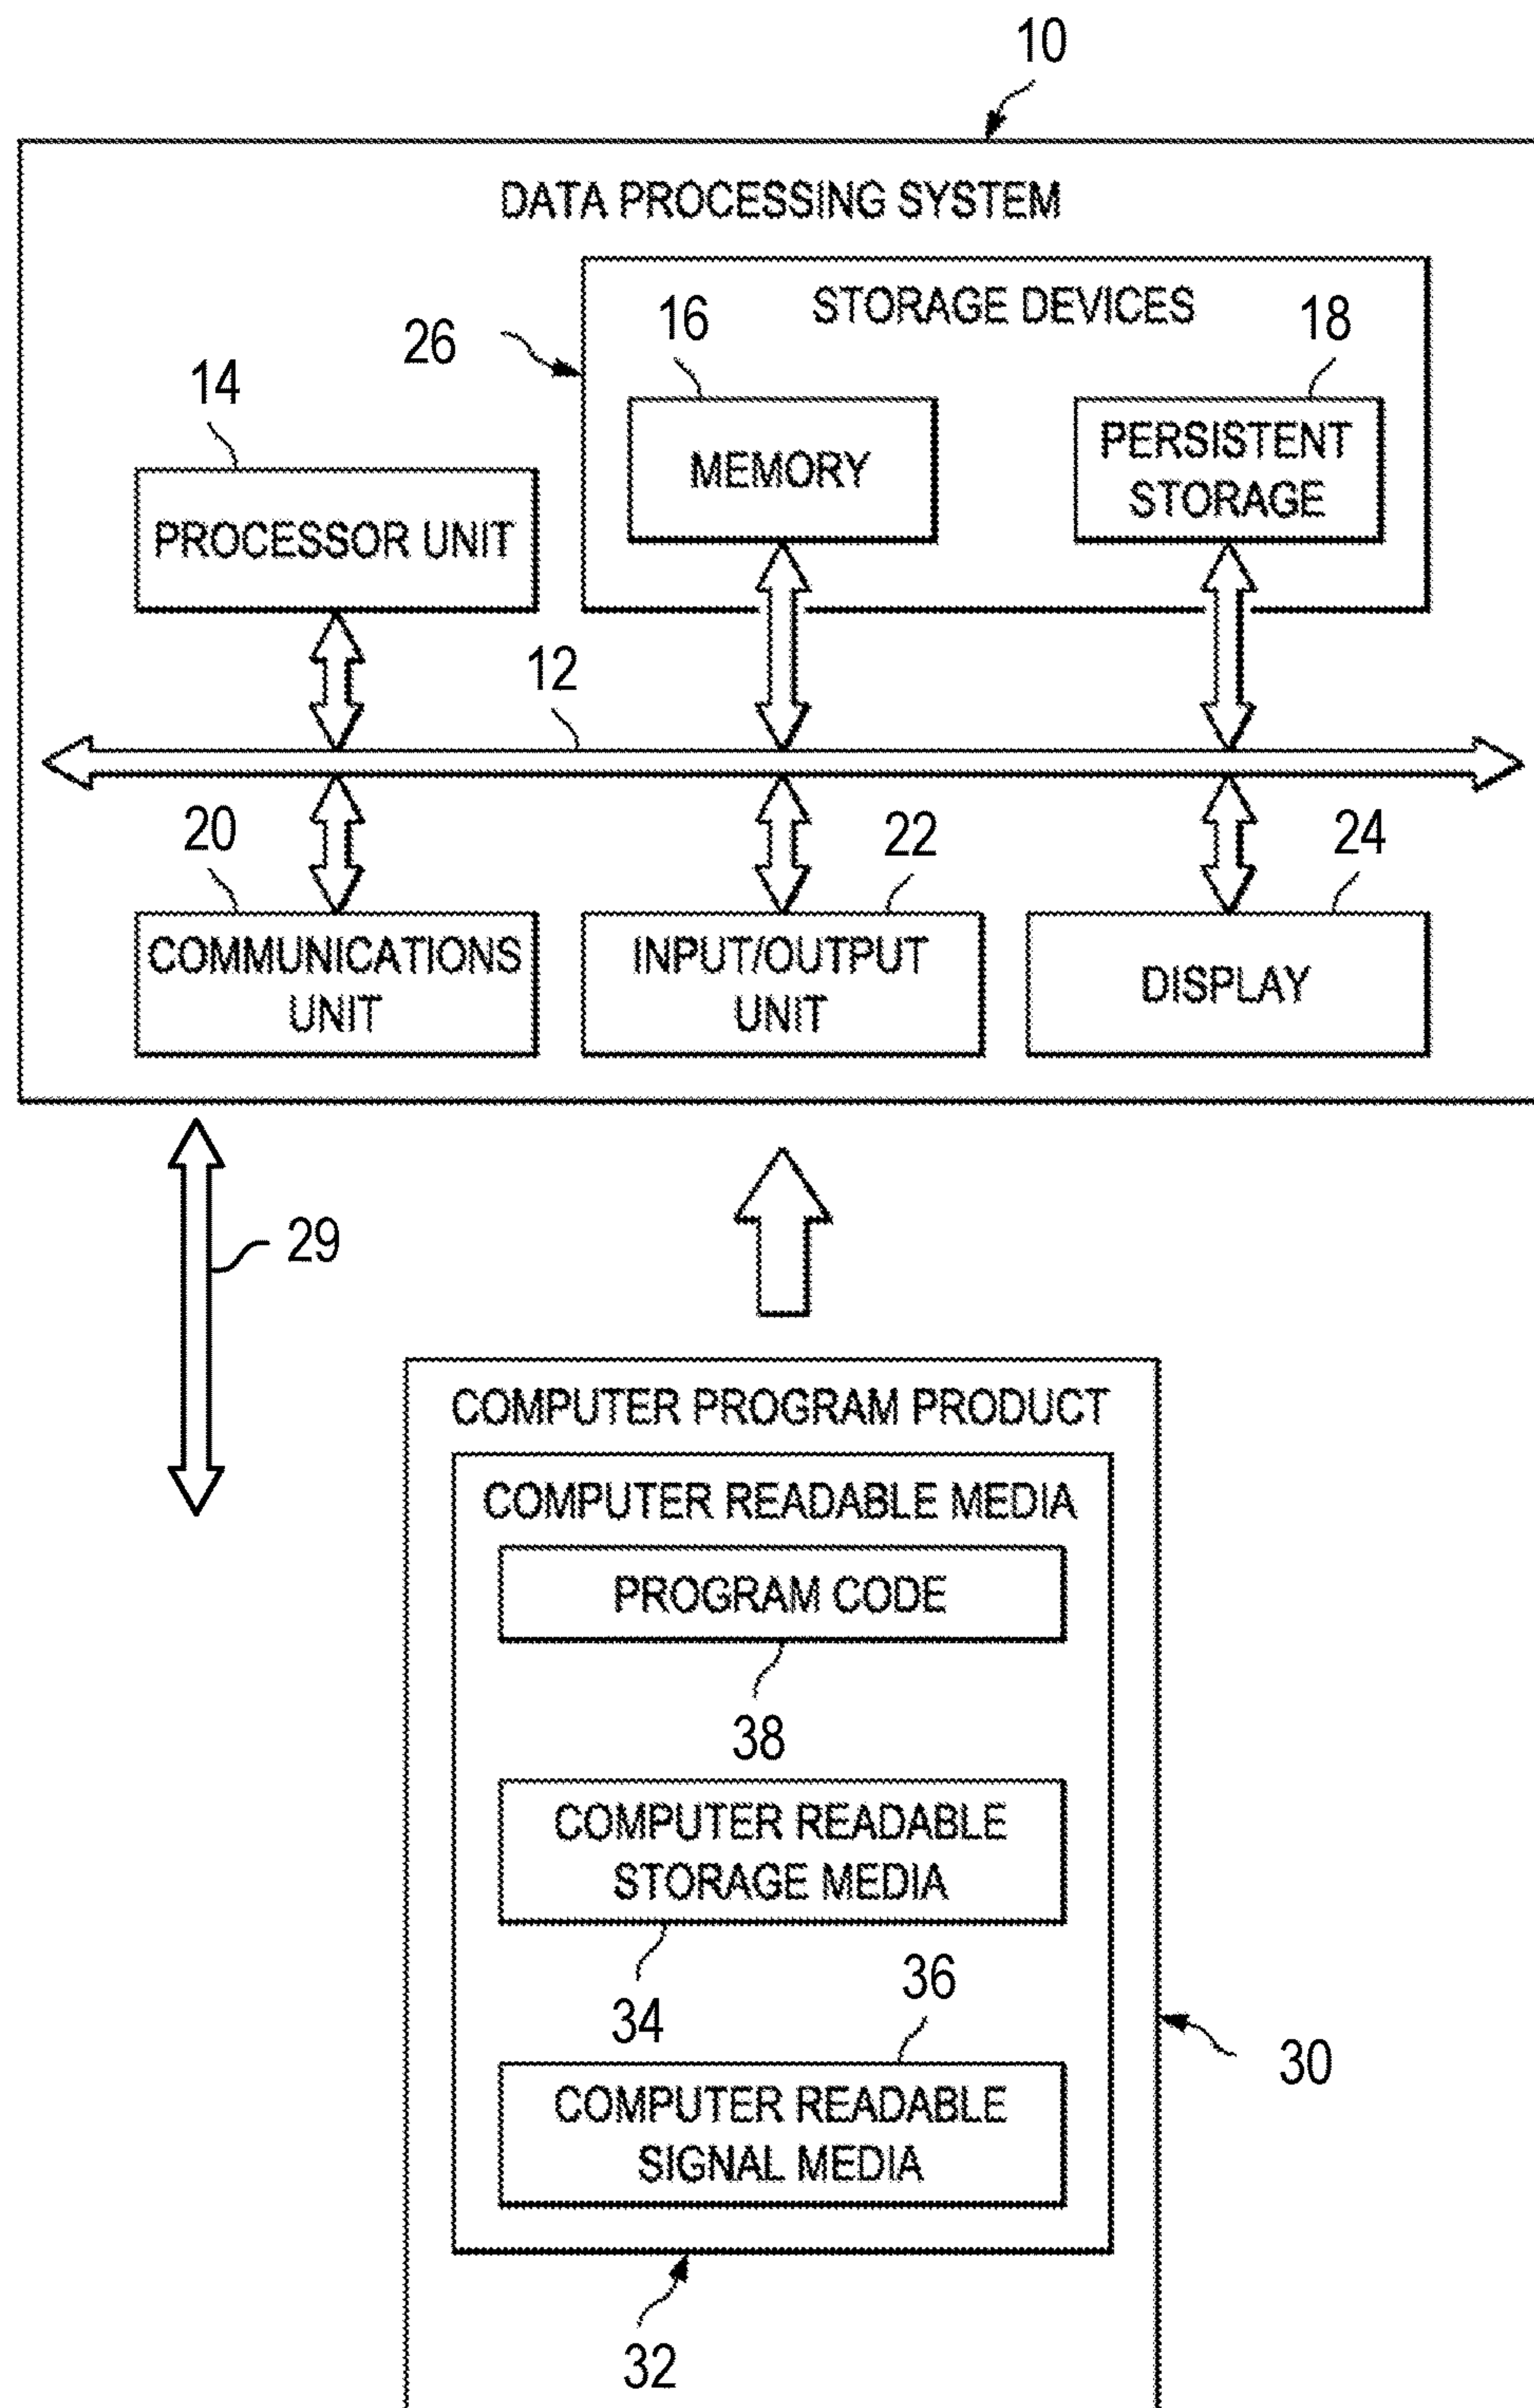 10
DATA PROCESSING SYSTEM
STORAGE DEVICES
26
16
18
14
MEMORY
PERSISTENT
STORAGE
PROCESSOR UNIT
12
20
22
24
COMMUNICATIONS
UNIT
INPUT/OUTPUT
UNIT
DISPLAY
29
COMPUTER PROGRAM PRODUCT
COMPUTER READABLE MEDIA
PROGRAM CODE
38
COMPUTER READABLE
STORAGE MEDIA
34
36
30
COMPUTER READABLE
SIGNAL MEDIA
32